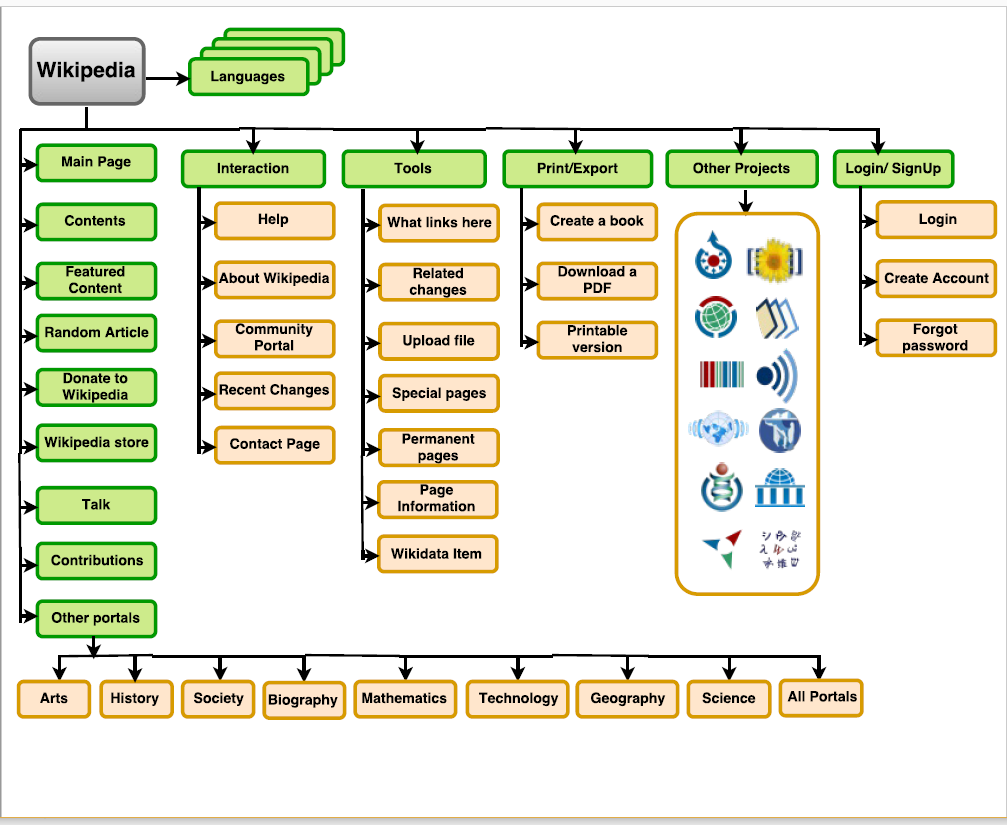 Wikipedia
Languages
Main Page
Contents
Featured
Content
Random Article
Donate to
Wikipedia
Wikipedia store
Talk
Contributions
Other portals
Interaction
Help
About Wikipedia
Community
Portal
Recent Changes
Contact Page
Tools
What links here
Related
changes
Upload file
Special pages
Permanent
pages
Page
Information
Wikidata Item
Print/Export
Create a book
Download a
PDF
Printable
version
Other Projects
Login/ SignUp
Login
Create Account
Forgot
password
Arts
History
Society
Biography
Mathematics
Technology
Geography
Science
All Portals